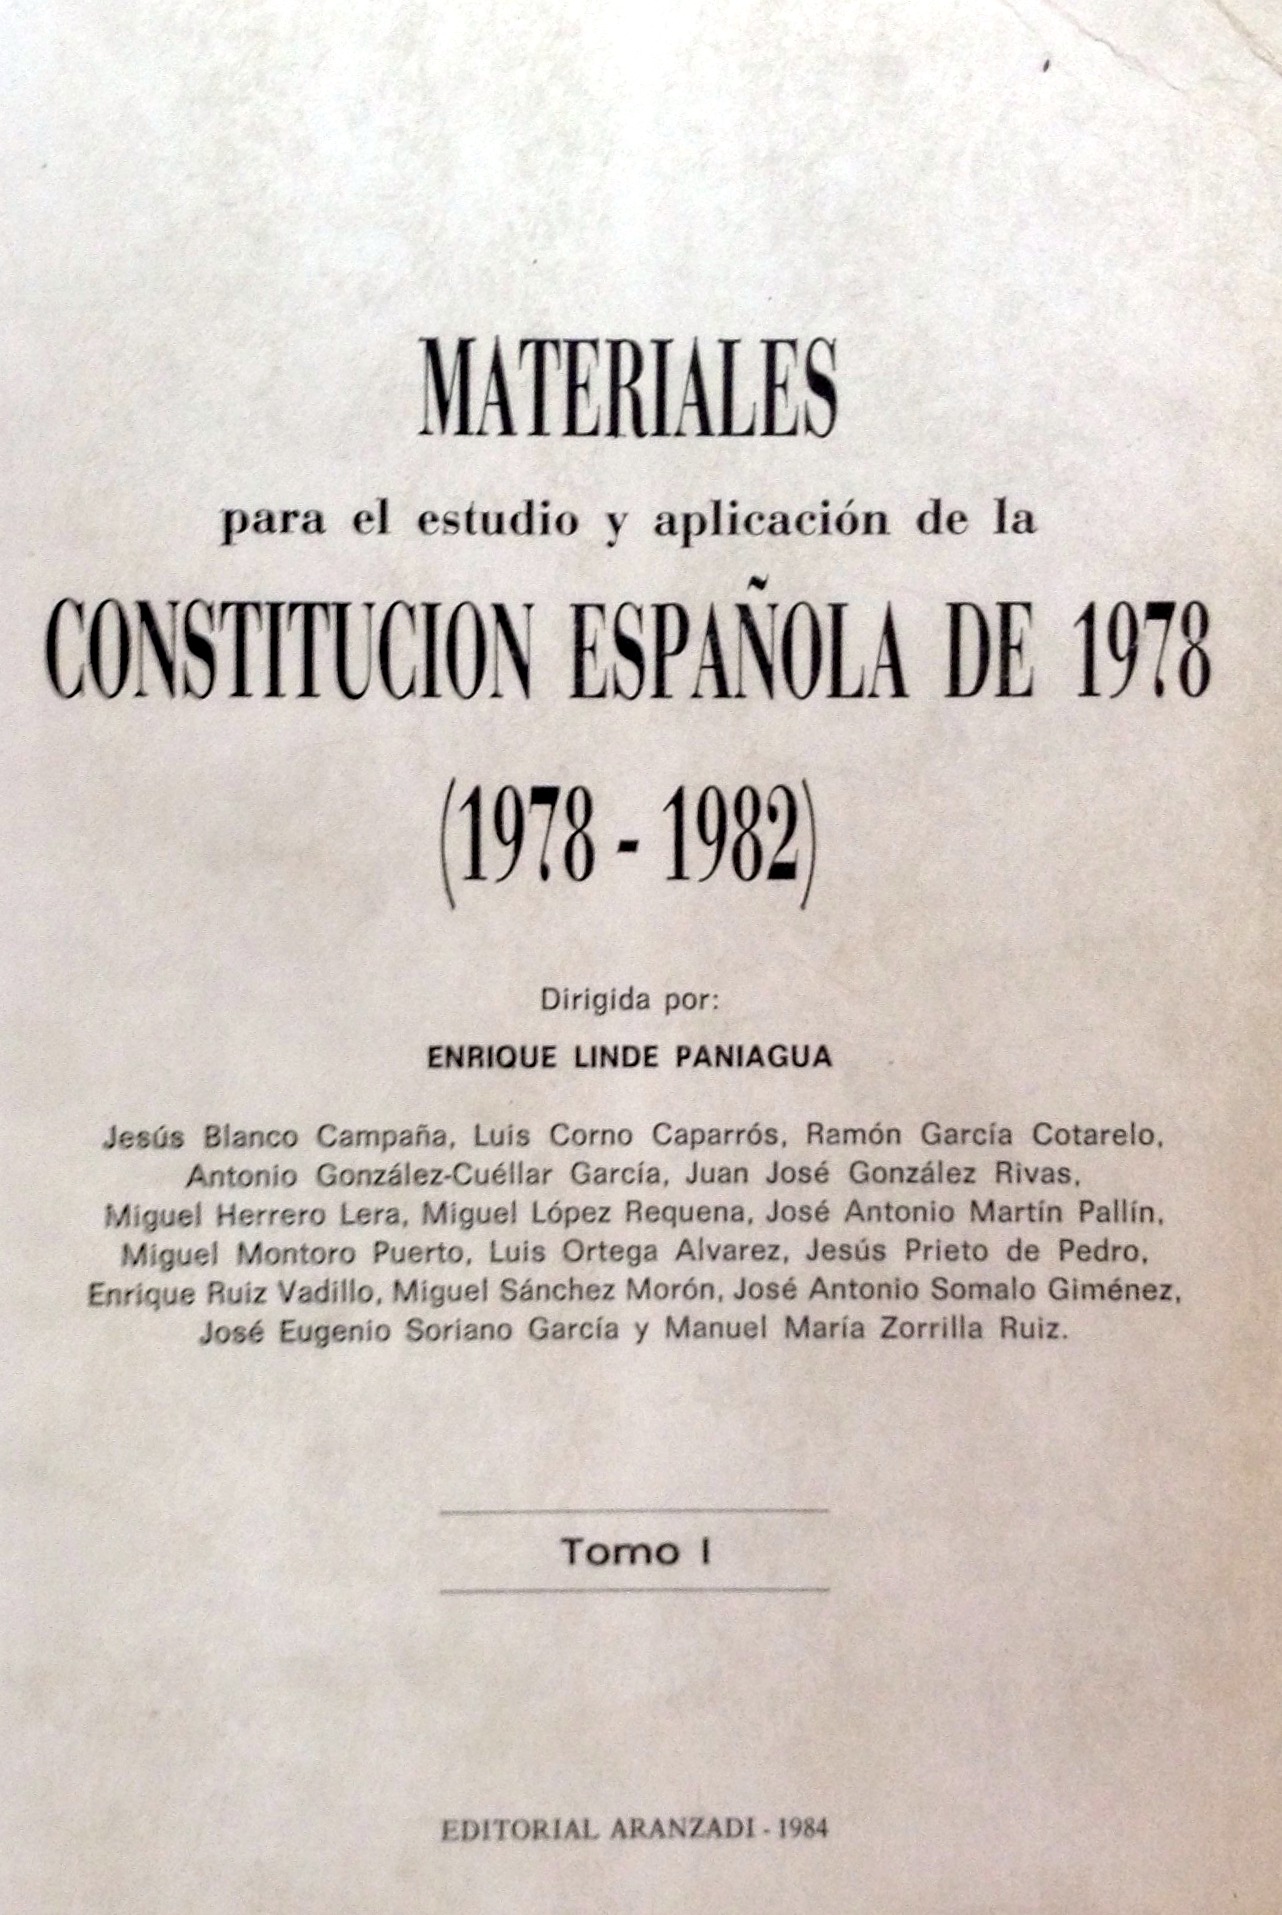 MATERIALES
para el estudio y aplicación de la
CONSTITUCION ESPAÑOLA DE 1978
(1978 - 1982)
Dirigida por:
ENRIQUE LINDE PANIAGUA
Jesús Blanco Campaña, Luis Corno Caparrós, Ramón García Cotarelo,
Antonio González-Cuéllar García, Juan José González Rivas,
Miguel Herrero Lera, Miguel López Requena, José Antonio Martín Pallín,
Miguel Montoro Puerto, Luis Ortega Alvarez, Jesús Prieto de Pedro,
Enrique Ruiz Vadillo, Miguel Sánchez Morón, José Antonio Somalo Giménez,
José Eugenio Soriano García y Manuel María Zorrilla Ruiz.
Tomo I
EDITORIAL ARANZADI - 1984